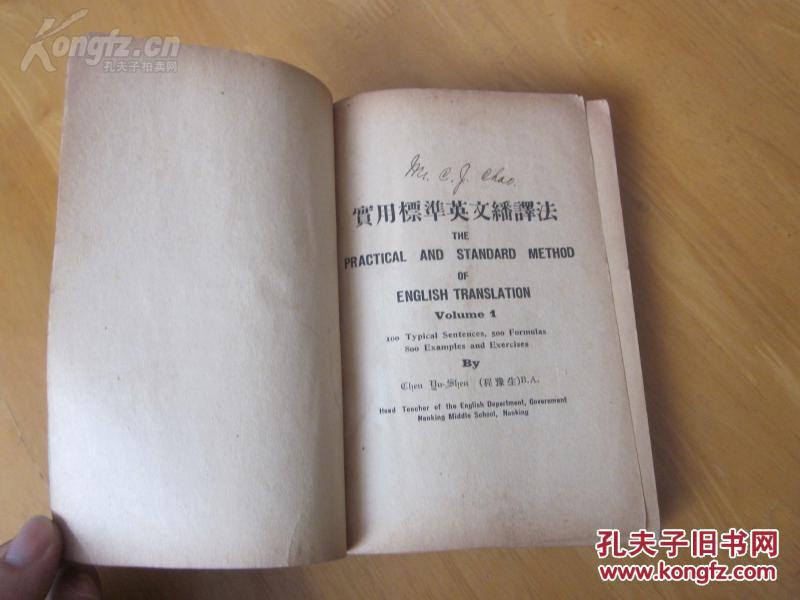 Kongfz.cn
孔夫子拍卖网
Mr. C. J. Chao.
實用標準英文繙譯法
THE
PRACTICAL AND STANDARD METHOD
OF
ENGLISH TRANSLATION
Volume 1
100 Typical Sentences, 500 Formulas
800 Examples and Exercises
By
Chen Yu-Shen (程豫生)B.A.
Head Teacher of the English Department, Government
Nanking Middle School, Nanking
孔夫子旧书网
WWW.KONGFZ.COM